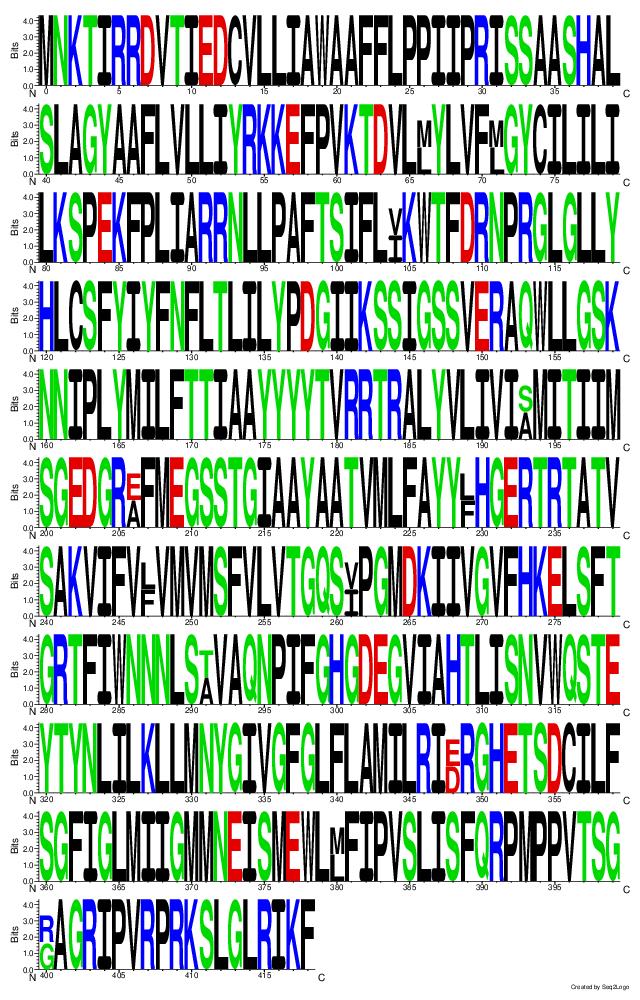 Bits 4.0 3.0 2.0 1.0 0.0
MNKTIRRDVTIEDCVLLIAWAAFFLPPIIPRISSAASHAL
N 0 5 10 15 20 25 30 35 C
Bits 4.0 3.0 2.0 1.0 0.0
SLAGYAAFLVLLIYRKKEFPVKTDVLMYLVFMGYCILILI
L L
N 40 45 50 55 60 65 70 75 C
Bits 4.0 3.0 2.0 1.0 0.0
LKSPEKFPLIARRNLLPAFTSIFLVKWTFDRNPRGLGLLY
I
N 80 85 90 95 100 105 110 115 C
Bits 4.0 3.0 2.0 1.0 0.0
HLCSFYIYFNFLTLILYPDGIIKSSIGSSVERAQWLLGSK
N 120 125 130 135 140 145 150 155 C
Bits 4.0 3.0 2.0 1.0 0.0
NNIPLYMILFTTIAAYYYYTVRRTRALYVLIVISMITIIM
A
N 160 165 170 175 180 185 190 195 C
Bits 4.0 3.0 2.0 1.0 0.0
SGEDGREFMEGSSTGIAAYAATVMLFAYYLHGERTRTATV
A F
N 200 205 210 215 220 225 230 235 C
Bits 4.0 3.0 2.0 1.0 0.0
SAKVIFVLVMVMSFVLVTGQSVPGMDKIIVGVFHKELSFT
F I
N 240 245 250 255 260 265 270 275 C
Bits 4.0 3.0 2.0 1.0 0.0
GRTFIWNNNLSTVAQNPIFGHGDEGVIAHTLISNVWQSTE
A
N 280 285 290 295 300 305 310 315 C
Bits 4.0 3.0 2.0 1.0 0.0
YTYNLILKLLMNYGIVGFGLFLAMILRIERGHETSDCILF
D
N 320 325 330 335 340 345 350 355 C
Bits 4.0 3.0 2.0 1.0 0.0
SGFIGLMIIGMMNEISMEWLMFIPVSLISFQRPMPPVTSG
L
N 360 365 370 375 380 385 390 395 C
Bits 4.0 3.0 2.0 1.0 0.0
RAGRIPVRPRKSLGLRIKF
G
N 400 405 410 415 C
Created by Seq2Logo